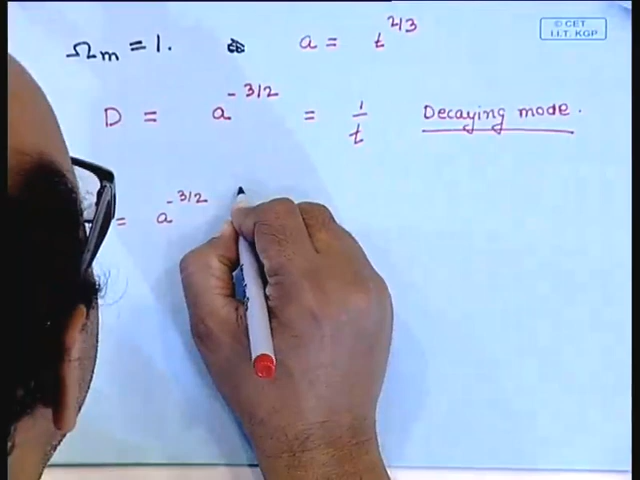 © CET
I.I.T. KGP
Ωm = 1. a = t^2/3
D = a^-3/2 = 1/t Decaying mode.
= a^-3/2